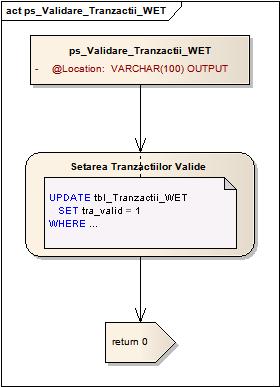 act ps_Validare_Tranzactii_WET
ps_Validare_Tranzactii_WET
- @Location: VARCHAR(100) OUTPUT
Setarea Tranzactiilor Valide
UPDATE tbl_Tranzactii_WET
SET tra_valid = 1
WHERE ...
return 0